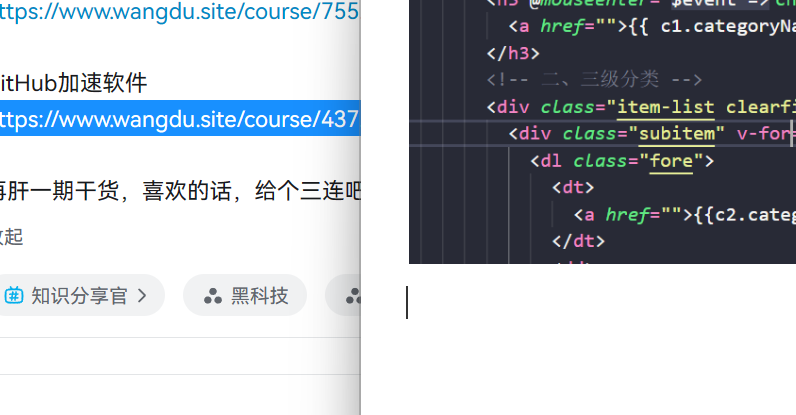 ttps://www.wangdu.site/course/755
itHub加速软件
ttps://www.wangdu.site/course/437
再肝一期干货，喜欢的话，给个三连吧
收起
知识分享官
黑科技
<a href="">{{ c1.categoryNa
</h3>
<!-- 二、三级分类 -->
<div class="item-list clearfi
<div class="subitem" v-for
<dl class="fore">
<dt>
<a href="">{{c2.categ
</dt>